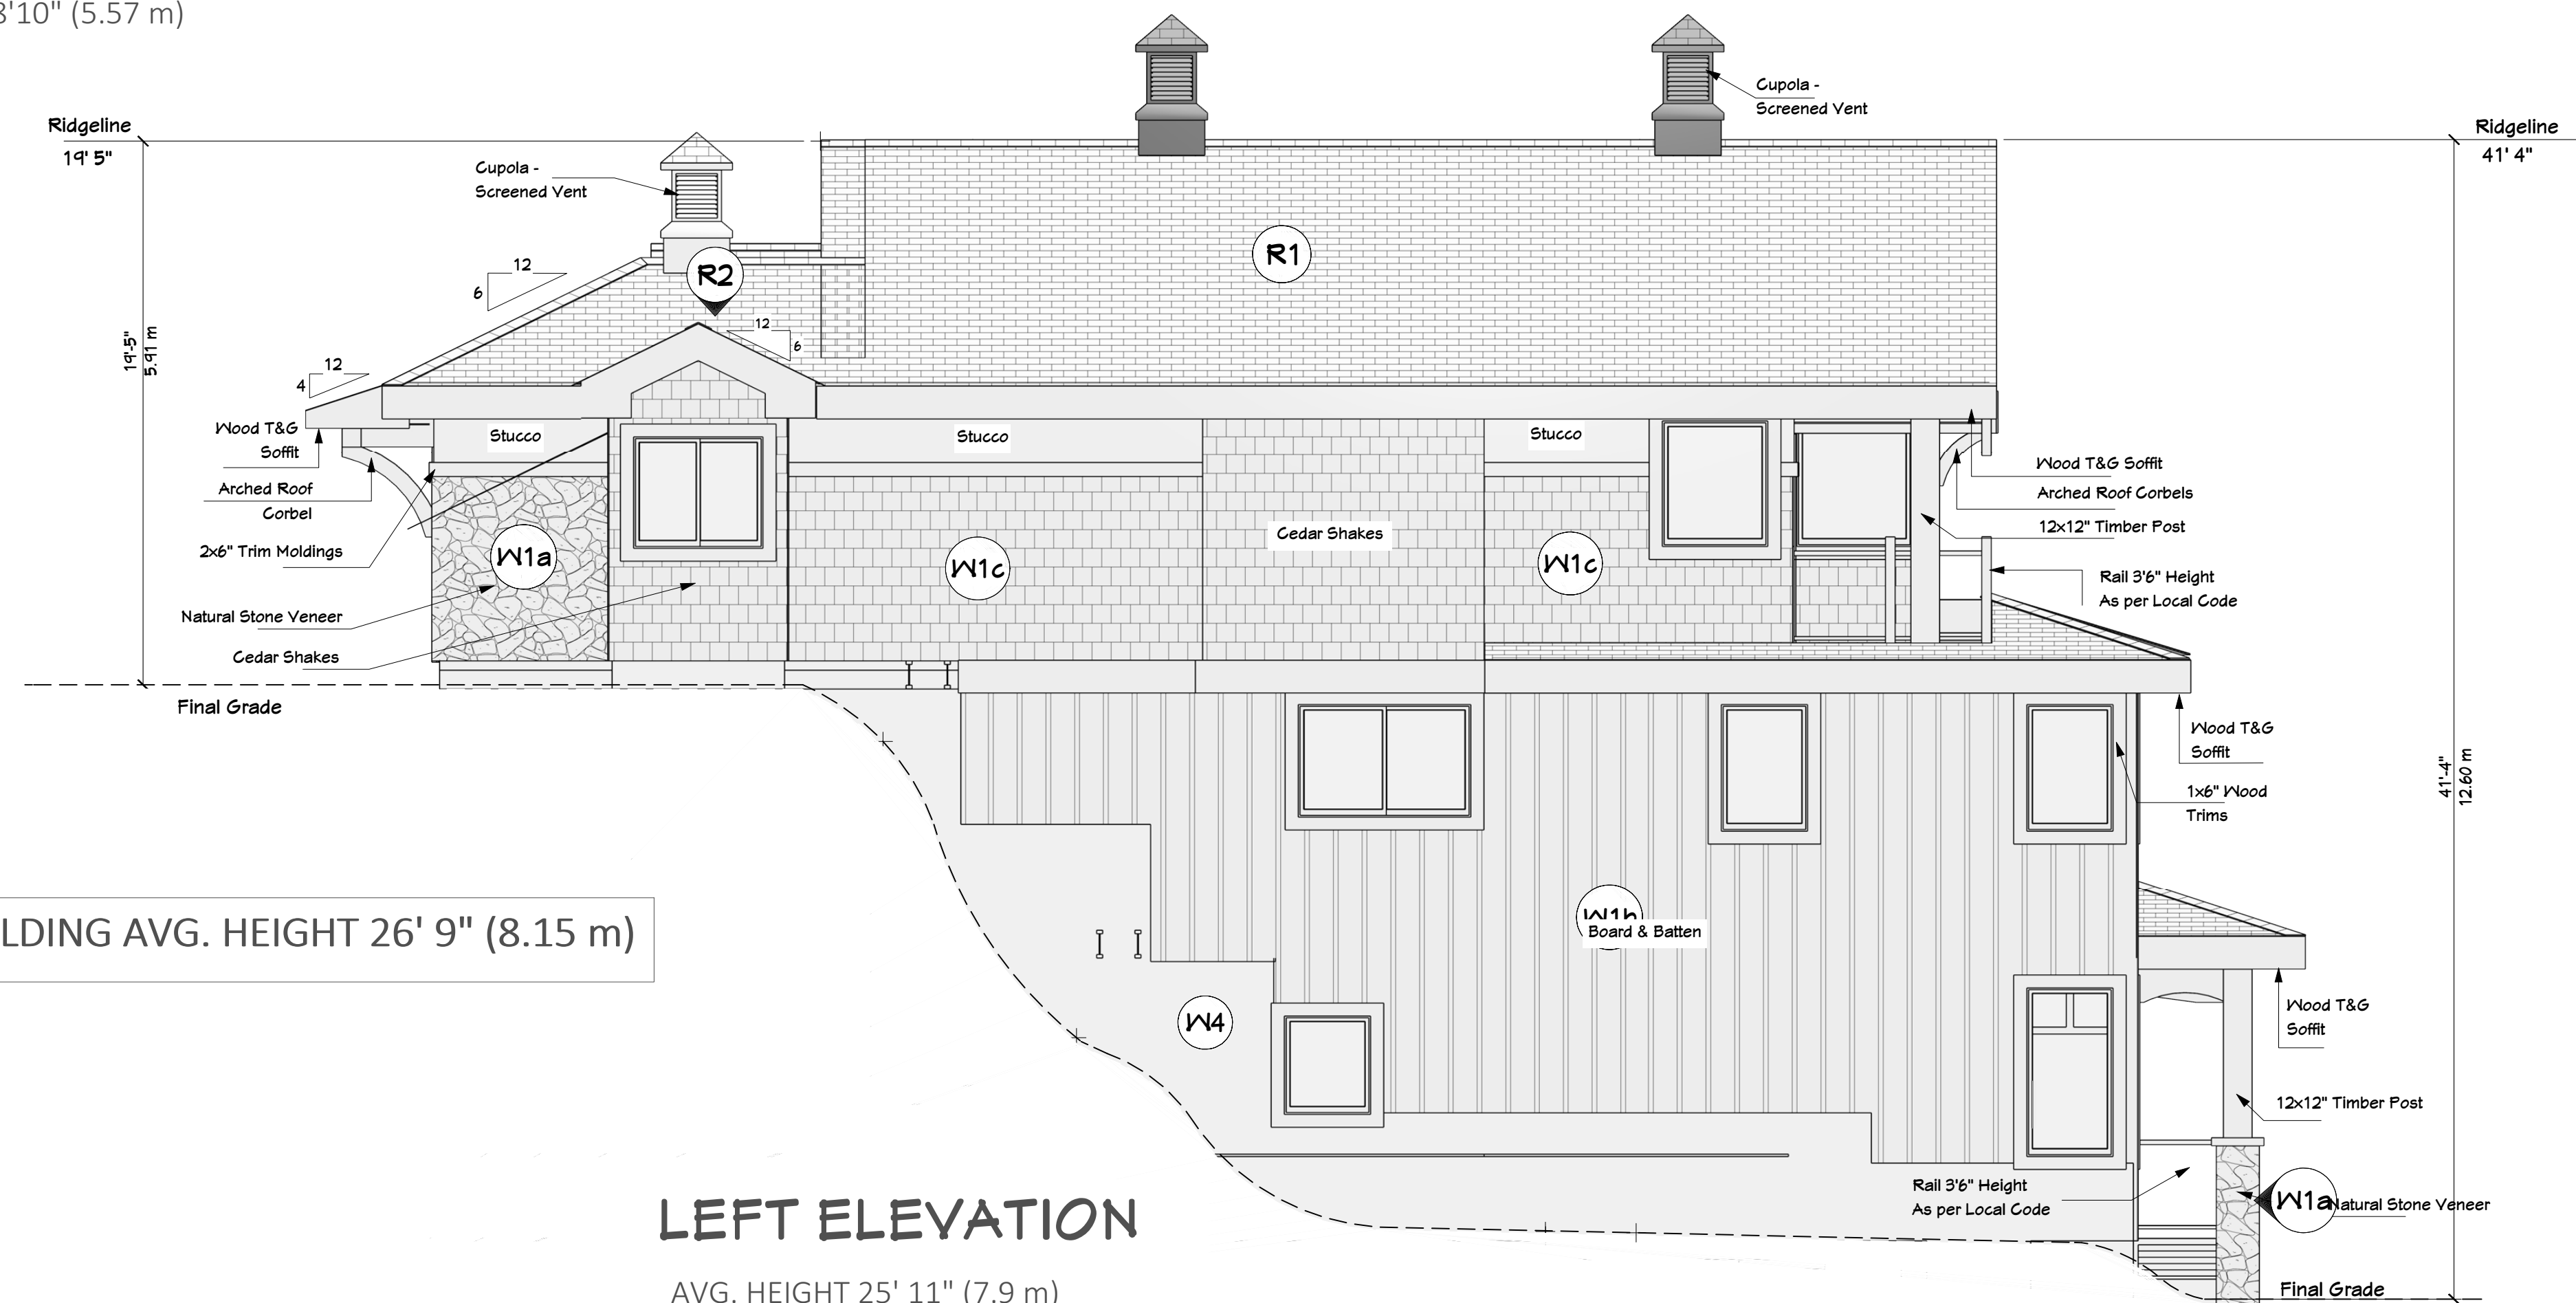 8'10" (5.57 m)
Ridgeline
19' 5"
Cupola -
Screened Vent
Cupola -
Screened Vent
Ridgeline
41' 4"
R1
R2
12
6
12
6
12
4
19'-5"
5.91 m
Wood T&G
Soffit
Arched Roof
Corbel
2x6" Trim Moldings
Natural Stone Veneer
Cedar Shakes
Final Grade
Stucco
Stucco
Stucco
W1a
W1c
Cedar Shakes
W1c
Wood T&G Soffit
Arched Roof Corbels
12x12" Timber Post
Rail 3'6" Height
As per Local Code
Wood T&G
Soffit
1x6" Wood
Trims
41'-4"
12.60 m
LDING AVG. HEIGHT 26' 9" (8.15 m)
W1b
Board & Batten
W4
Wood T&G
Soffit
12x12" Timber Post
Rail 3'6" Height
As per Local Code
W1a
Natural Stone Veneer
Final Grade
LEFT ELEVATION
AVG. HEIGHT 25' 11" (7.9 m)